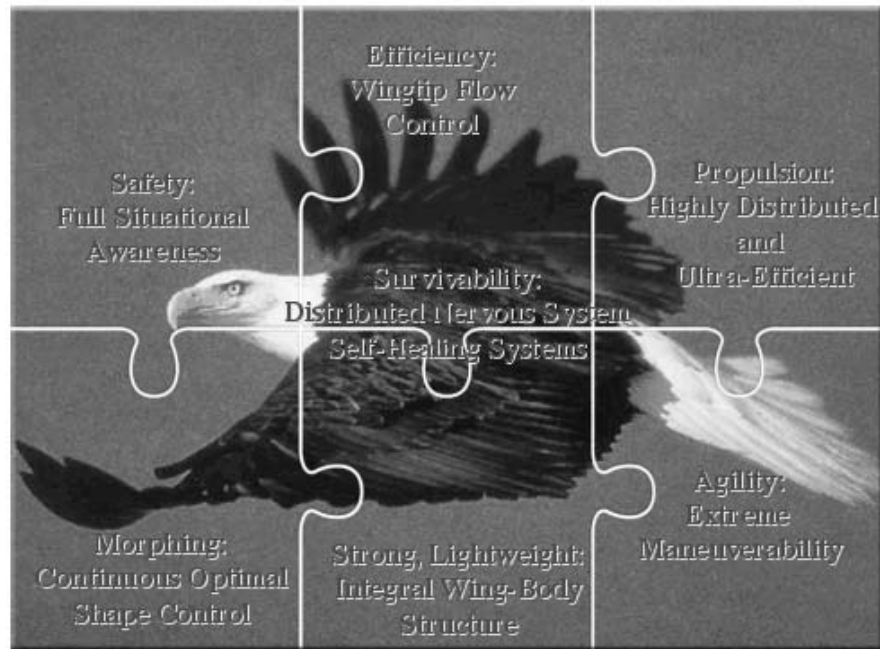 Efficiency:
Wingtip Flow
Control
Safety:
Full Situational
Awareness
Propulsion:
Highly Distributed
and
Ultra-Efficient
Survivability:
Distributed Nervous System
Self-Healing Systems
Morphing:
Continuous Optimal
Shape Control
Strong, Lightweight:
Integral Wing-Body
Structure
Agility:
Extreme
Maneuverability